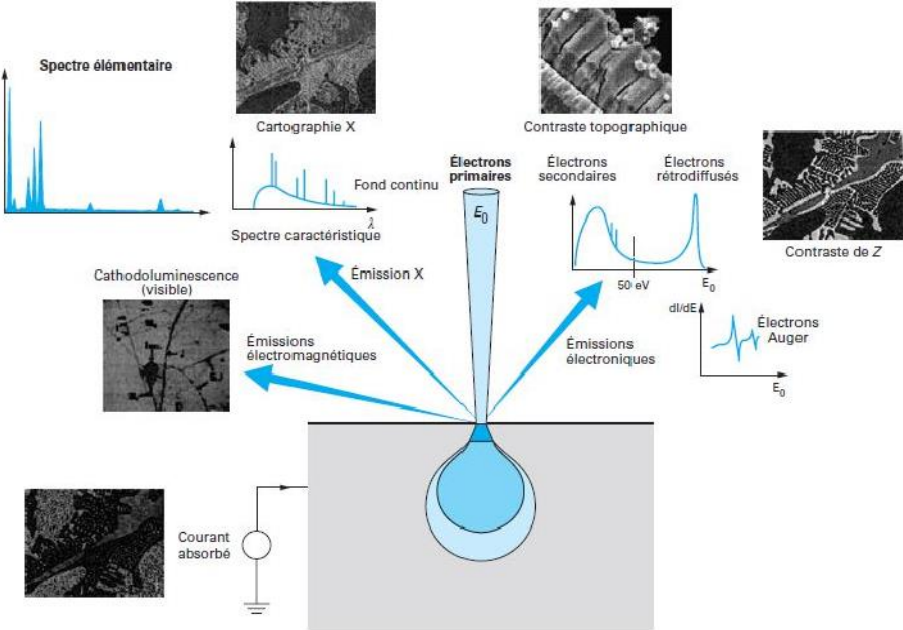 Spectre élémentaire
Cartographie X
Fond continu
λ
Spectre caractéristique
Électrons
primaires
E0
Contraste topographique
Électrons
secondaires
Électrons
rétrodiffusés
50 eV
E0
Contraste de Z
dI/dE
Électrons
Auger
E0
Cathodoluminescence
(visible)
Émission X
Émissions
électromagnétiques
Émissions
électroniques
Courant
absorbé